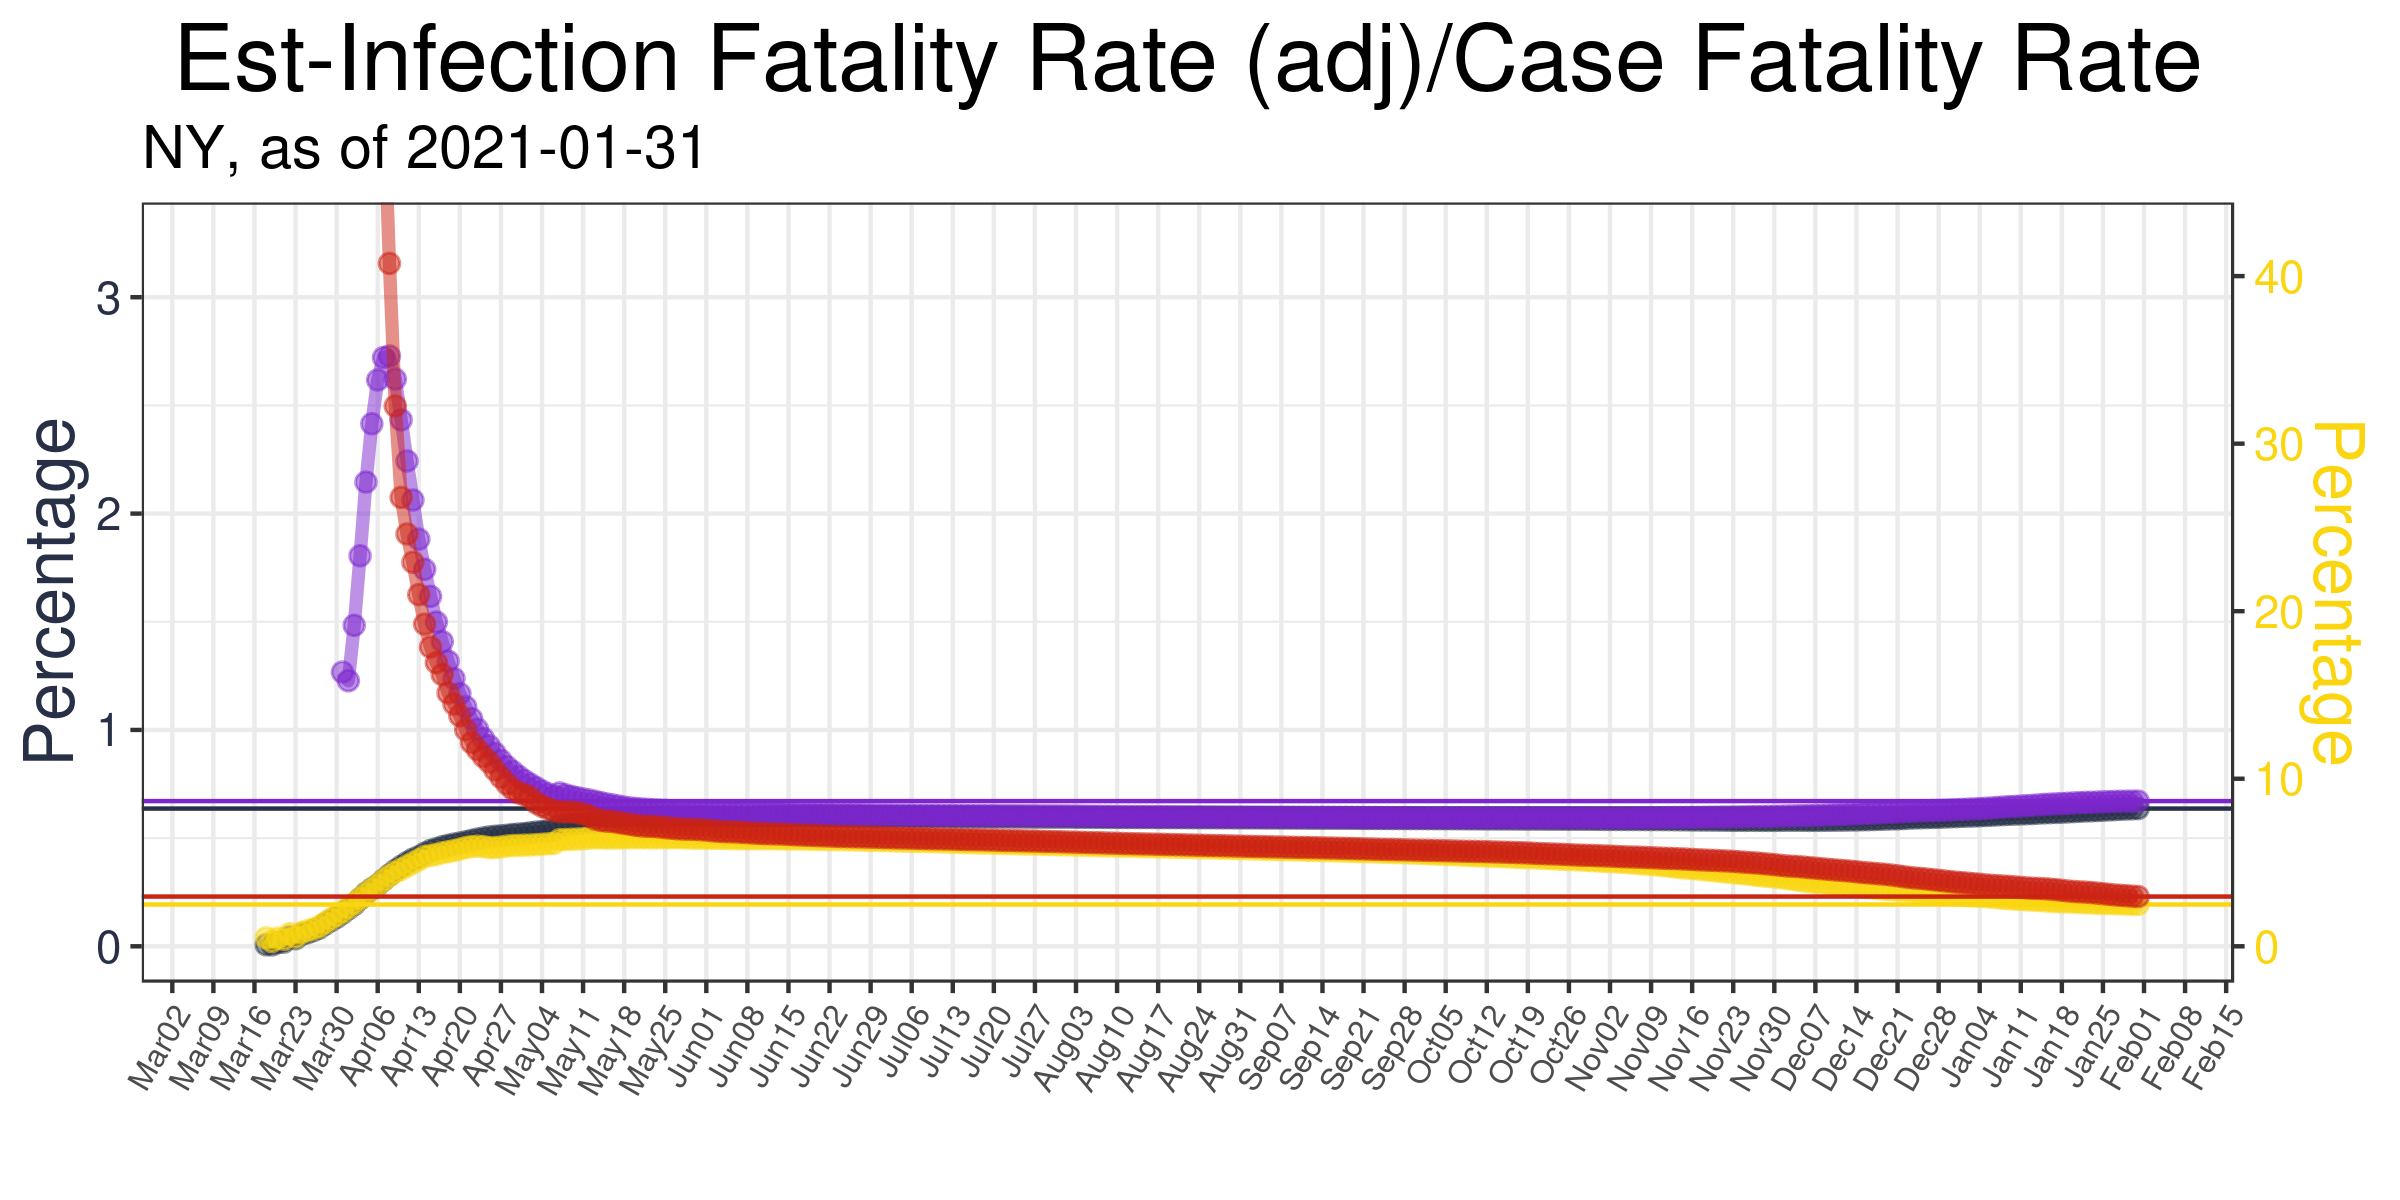 Est-Infection Fatality Rate (adj)/Case Fatality Rate
NY, as of 2021-01-31
Percentage
3
2
1
0
40
30
20
10
0
Percentage
Mar02
Mar09
Mar16
Mar23
Mar30
Apr06
Apr13
Apr20
Apr27
May04
May11
May18
May25
Jun01
Jun08
Jun15
Jun22
Jun29
Jul06
Jul13
Jul20
Jul27
Aug03
Aug10
Aug17
Aug24
Aug31
Sep07
Sep14
Sep21
Sep28
Oct05
Oct12
Oct19
Oct26
Nov02
Nov09
Nov16
Nov23
Nov30
Dec07
Dec14
Dec21
Dec28
Jan04
Jan11
Jan18
Jan25
Feb01
Feb08
Feb15